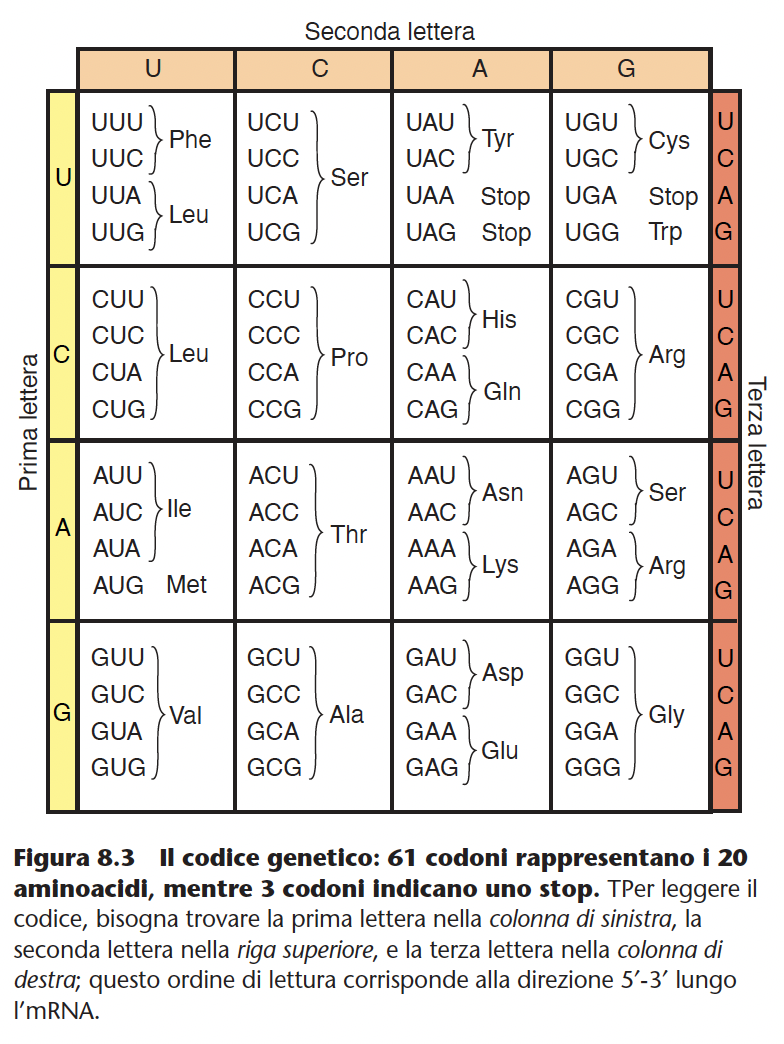 Seconda lettera
U C A G
Prima lettera
Terza lettera
U
UUU UCU UAU UGU U
Phe Tyr Cys
UUC UCC UAC UGC C
Ser
UUA UCA UAA Stop UGA Stop A
Leu
UUG UCG UAG Stop UGG Trp G
C
CUU CCU CAU CGU U
His
CUC CCC CAC CGC C
Leu Pro Arg
CUA CCA CAA CGA A
Gln
CUG CCG CAG CGG G
A
AUU ACU AAU AGU U
Ile Asn Ser
AUC ACC AAC AGC C
Thr
AUA ACA AAA AGA A
Lys Arg
AUG Met ACG AAG AGG G
G
GUU GCU GAU GGU U
Asp
GUC GCC GAC GGC C
Val Ala Gly
GUA GCA GAA GGA A
Glu
GUG GCG GAG GGG G
Figura 8.3 Il codice genetico: 61 codoni rappresentano i 20
aminoacidi, mentre 3 codoni indicano uno stop. TPer leggere il
codice, bisogna trovare la prima lettera nella colonna di sinistra, la
seconda lettera nella riga superiore, e la terza lettera nella colonna di
destra; questo ordine di lettura corrisponde alla direzione 5′-3′ lungo
l’mRNA.